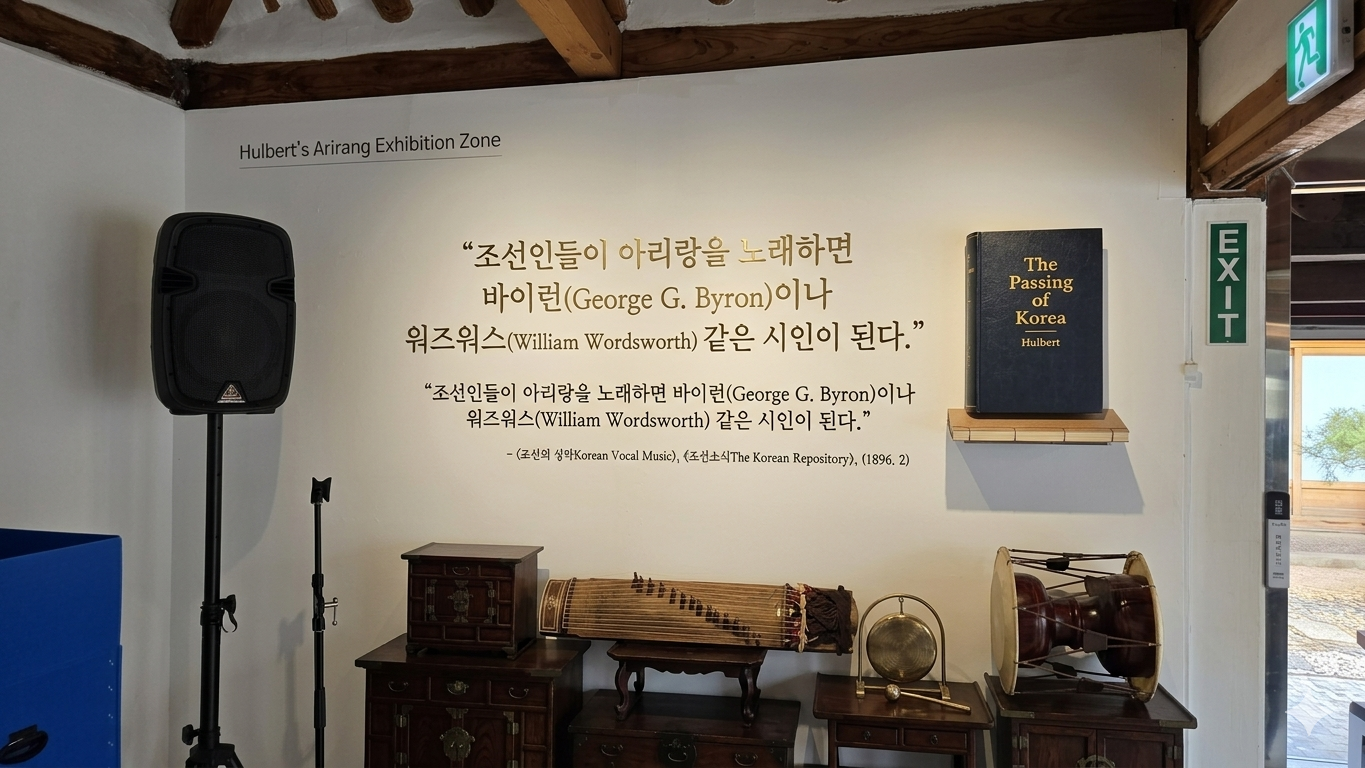 Hulbert's Arirang Exhibition Zone
“조선인들이 아리랑을 노래하면
바이런(George G. Byron)이나
워즈워스(William Wordsworth) 같은 시인이 된다.”
“조선인들이 아리랑을 노래하면 바이런(George G. Byron)이나
워즈워스(William Wordsworth) 같은 시인이 된다.”
– 〈조선의 성악Korean Vocal Music〉, 《조선소식The Korean Repository〉, (1896. 2)
The
Passing
of
Korea
Hulbert
EXIT